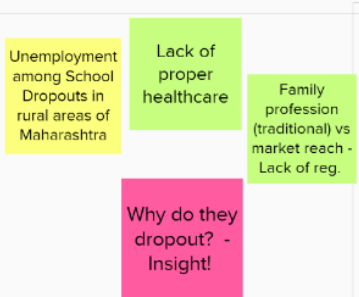 Unemployment
among School
Dropouts in
rural areas of
Maharashtra
Lack of
proper
healthcare
Family
profession
(traditional) vs
market reach -
Lack of reg.
Why do they
dropout?  -
Insight!